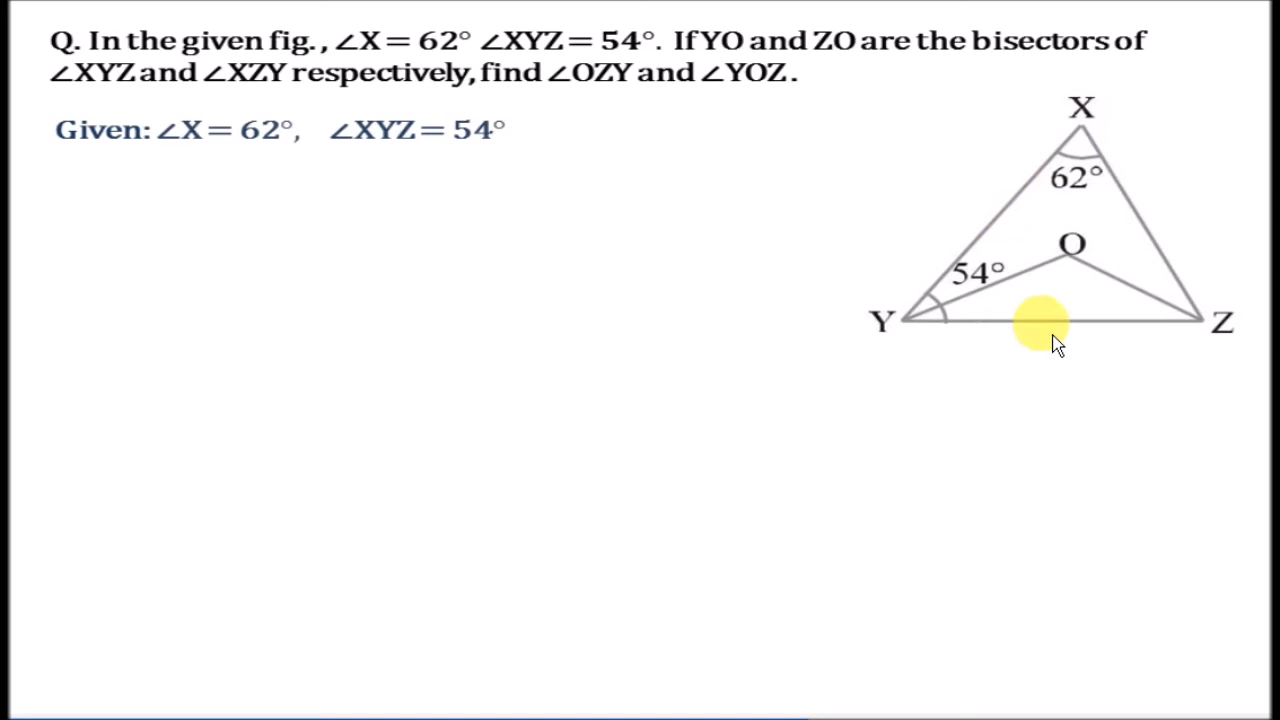 Q. In the given fig., ∠X = 62° ∠XYZ = 54°. If YO and ZO are the bisectors of
∠XYZ and ∠XZY respectively, find ∠OZY and ∠YOZ.
Given: ∠X = 62°, ∠XYZ = 54°
X
62°
O
54°
Y
Z